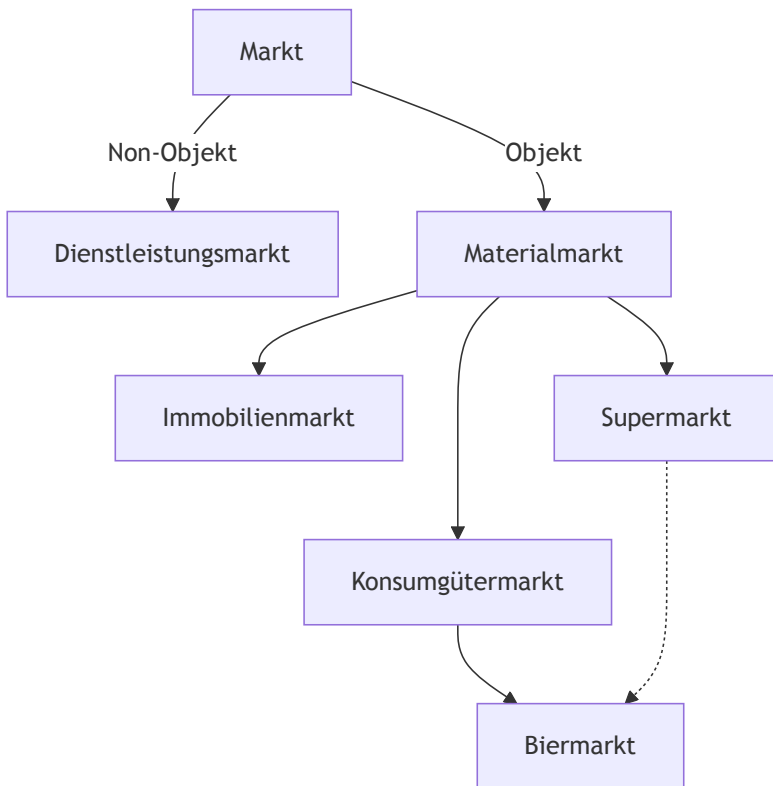 Markt
Non-Objekt
Objekt
Dienstleistungsmarkt
Materialmarkt
Immobilienmarkt
Supermarkt
Konsumgütermarkt
Biermarkt